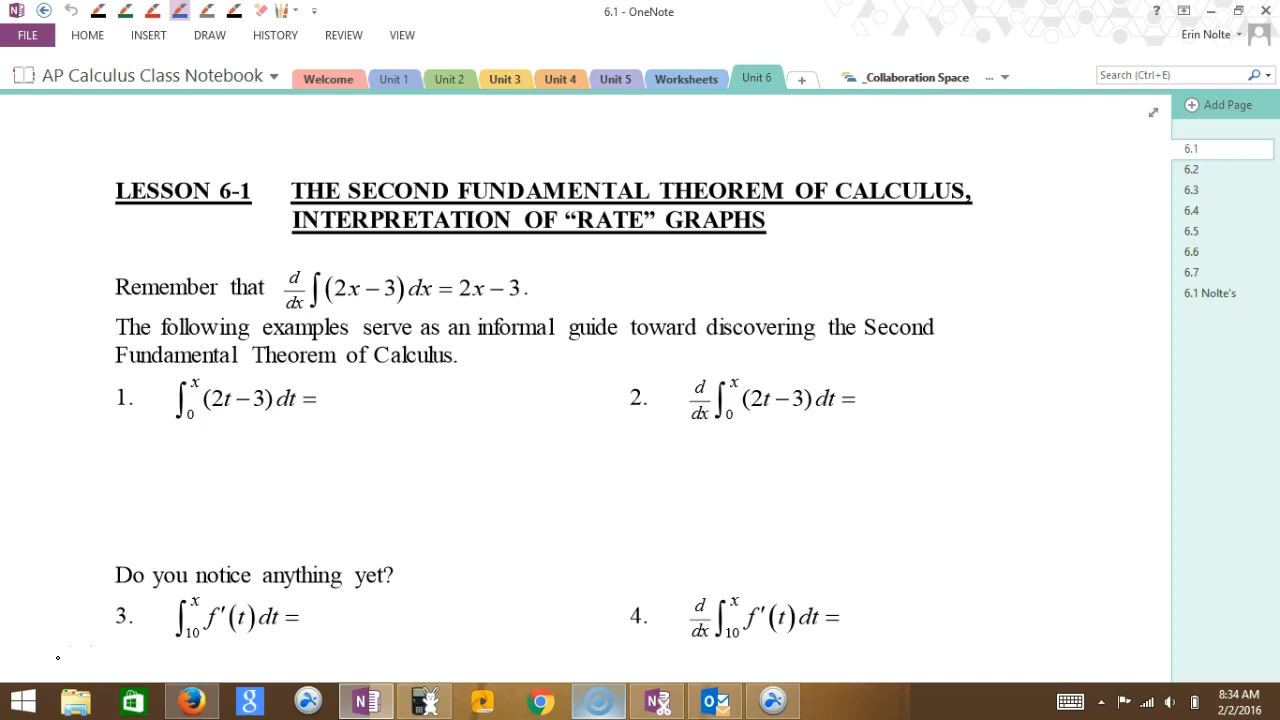 6.1 - OneNote
?
FILE HOME INSERT DRAW HISTORY REVIEW VIEW
Erin Nolte
AP Calculus Class Notebook
Welcome Unit 1 Unit 2 Unit 3 Unit 4 Unit 5 Worksheets Unit 6 + _Collaboration Space ...
Search (Ctrl+E)
Add Page
6.1
6.2
6.3
6.4
6.5
6.6
6.7
6.1 Nolte's
LESSON 6-1 THE SECOND FUNDAMENTAL THEOREM OF CALCULUS,
INTERPRETATION OF “RATE” GRAPHS
Remember that d/dx ∫(2x − 3)dx = 2x − 3.
The following examples serve as an informal guide toward discovering the Second
Fundamental Theorem of Calculus.
1. ∫₀ˣ (2t − 3)dt =
2. d/dx ∫₀ˣ (2t − 3)dt =
Do you notice anything yet?
3. ∫₁₀ˣ f′(t)dt =
4. d/dx ∫₁₀ˣ f′(t)dt =
8:34 AM
2/2/2016